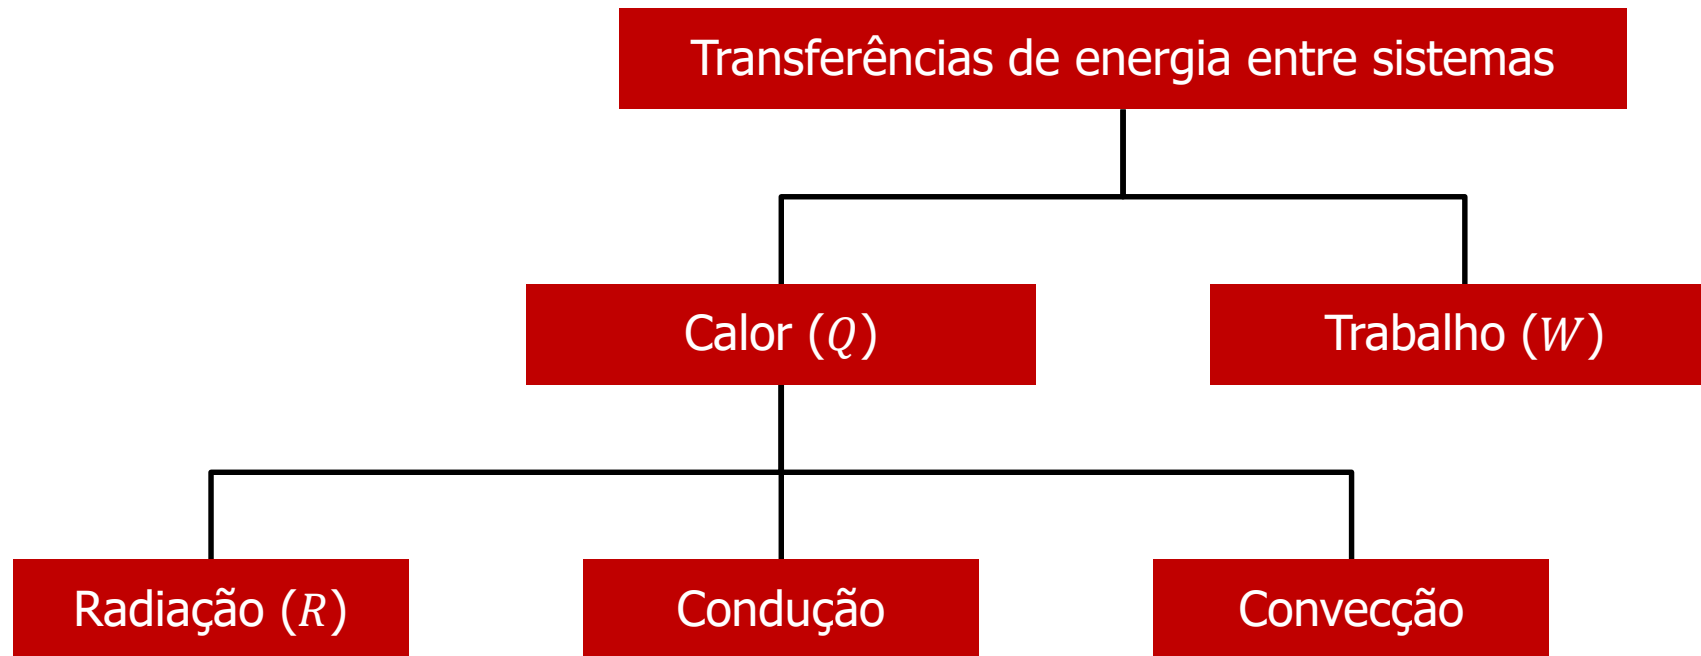 Transferências de energia entre sistemas
Calor (Q)
Trabalho (W)
Radiação (R)
Condução
Convecção